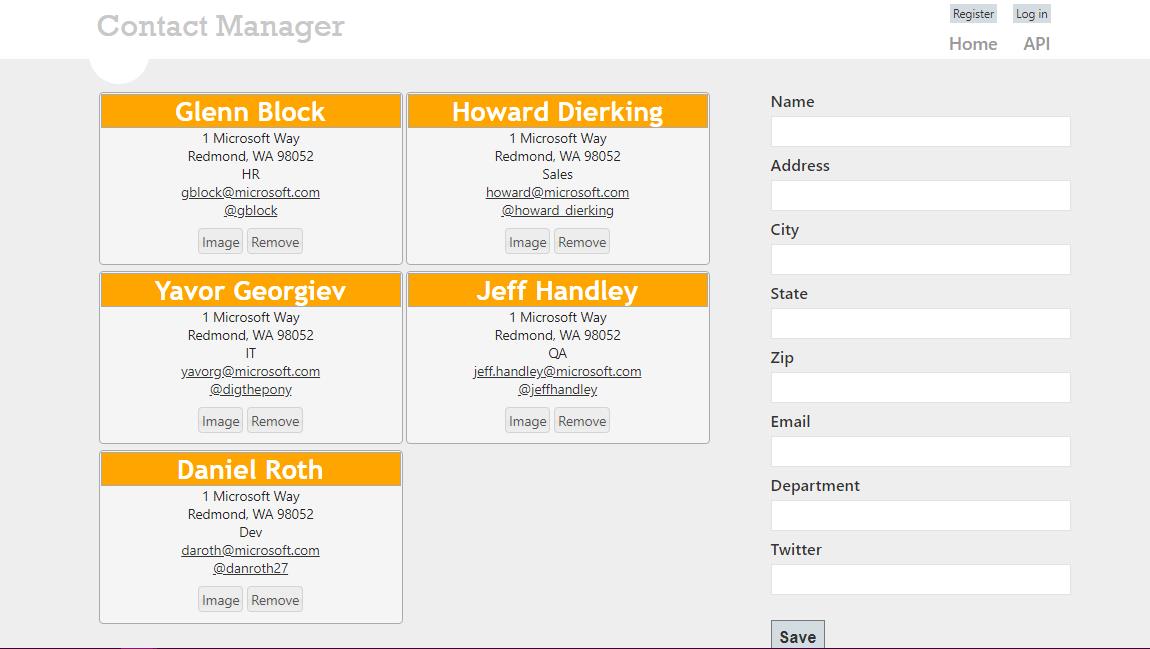 Contact Manager
Register Log in
Home API
Glenn Block
1 Microsoft Way
Redmond, WA 98052
HR
gblock@microsoft.com
@gblock
Image Remove
Howard Dierking
1 Microsoft Way
Redmond, WA 98052
Sales
howard@microsoft.com
@howard_dierking
Image Remove
Yavor Georgiev
1 Microsoft Way
Redmond, WA 98052
IT
yavorg@microsoft.com
@digthepony
Image Remove
Jeff Handley
1 Microsoft Way
Redmond, WA 98052
QA
jeff.handley@microsoft.com
@jeffhandley
Image Remove
Daniel Roth
1 Microsoft Way
Redmond, WA 98052
Dev
daroth@microsoft.com
@danroth27
Image Remove
Name
Address
City
State
Zip
Email
Department
Twitter
Save